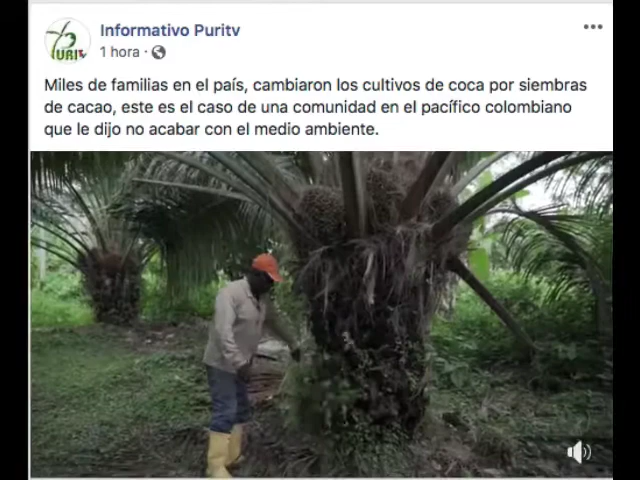 PURI
Informativo Puritv
1 hora ·
Miles de familias en el país, cambiaron los cultivos de coca por siembras
de cacao, este es el caso de una comunidad en el pacífico colombiano
que le dijo no acabar con el medio ambiente.